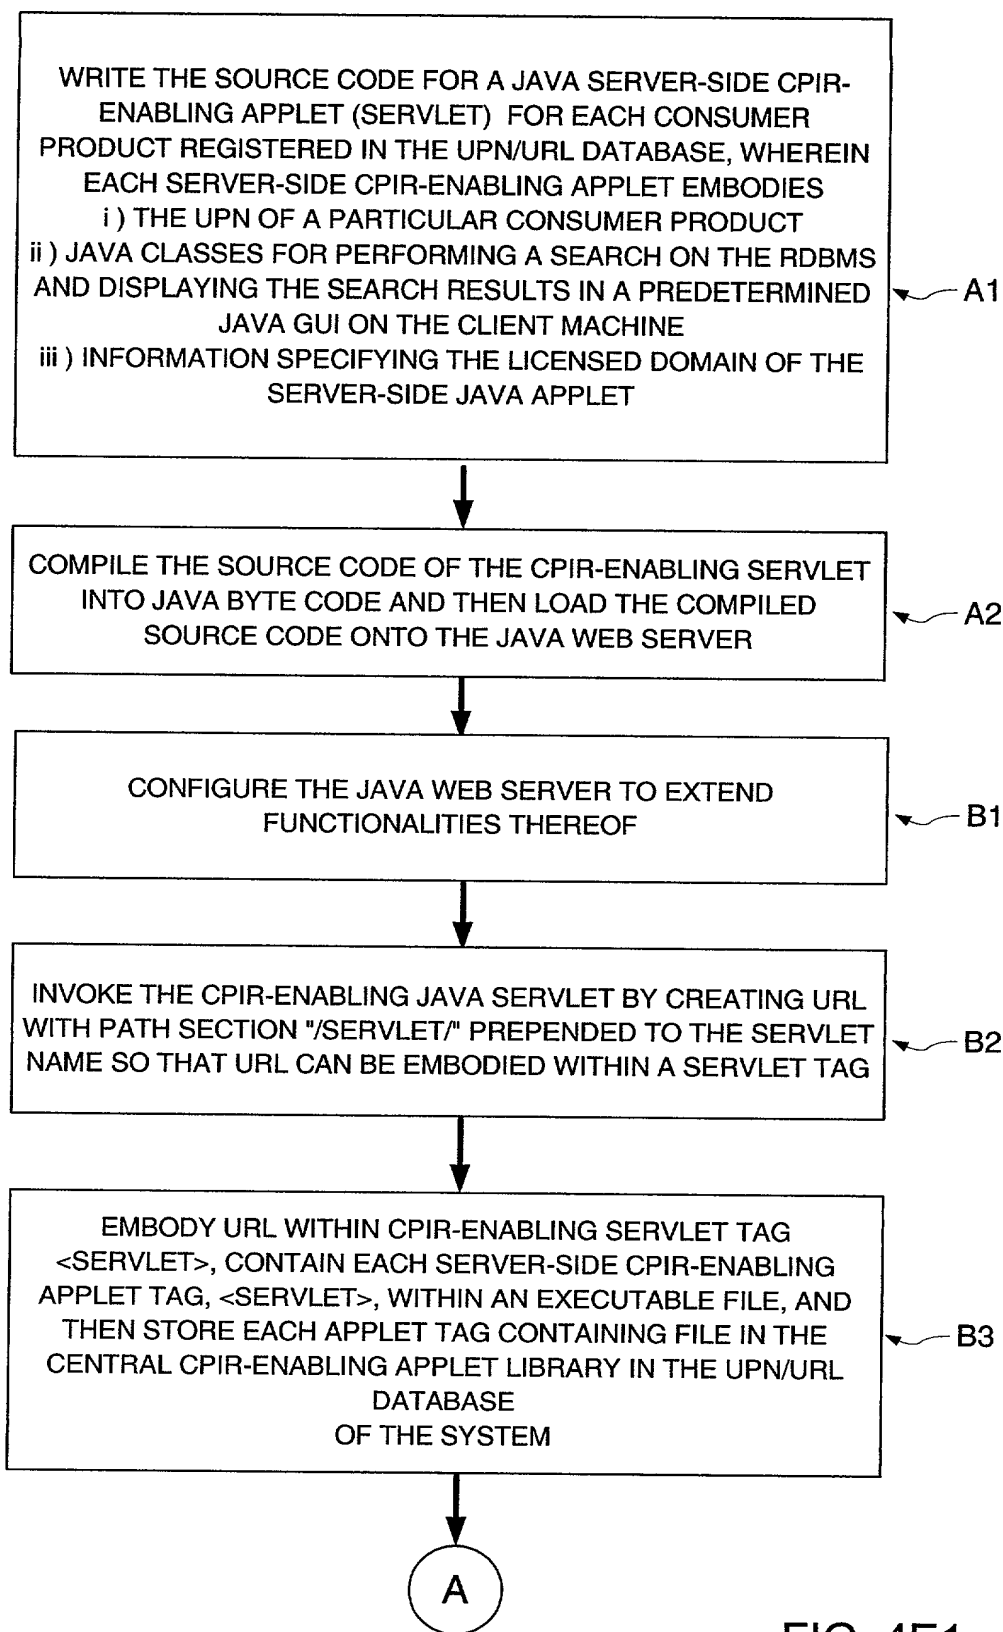 WRITE THE SOURCE CODE FOR A JAVA SERVER-SIDE CPIR-
ENABLING APPLET (SERVLET) FOR EACH CONSUMER
PRODUCT REGISTERED IN THE UPN/URL DATABASE, WHEREIN
EACH SERVER-SIDE CPIR-ENABLING APPLET EMBODIES
i ) THE UPN OF A PARTICULAR CONSUMER PRODUCT
ii ) JAVA CLASSES FOR PERFORMING A SEARCH ON THE RDBMS
AND DISPLAYING THE SEARCH RESULTS IN A PREDETERMINED
JAVA GUI ON THE CLIENT MACHINE
iii ) INFORMATION SPECIFYING THE LICENSED DOMAIN OF THE
SERVER-SIDE JAVA APPLET
A1
COMPILE THE SOURCE CODE OF THE CPIR-ENABLING SERVLET
INTO JAVA BYTE CODE AND THEN LOAD THE COMPILED
SOURCE CODE ONTO THE JAVA WEB SERVER
A2
CONFIGURE THE JAVA WEB SERVER TO EXTEND
FUNCTIONALITIES THEREOF
B1
INVOKE THE CPIR-ENABLING JAVA SERVLET BY CREATING URL
WITH PATH SECTION "/SERVLET/" PREPENDED TO THE SERVLET
NAME SO THAT URL CAN BE EMBODIED WITHIN A SERVLET TAG
B2
EMBODY URL WITHIN CPIR-ENABLING SERVLET TAG
<SERVLET>, CONTAIN EACH SERVER-SIDE CPIR-ENABLING
APPLET TAG, <SERVLET>, WITHIN AN EXECUTABLE FILE, AND
THEN STORE EACH APPLET TAG CONTAINING FILE IN THE
CENTRAL CPIR-ENABLING APPLET LIBRARY IN THE UPN/URL
DATABASE
OF THE SYSTEM
B3
A
FIG. 4E1